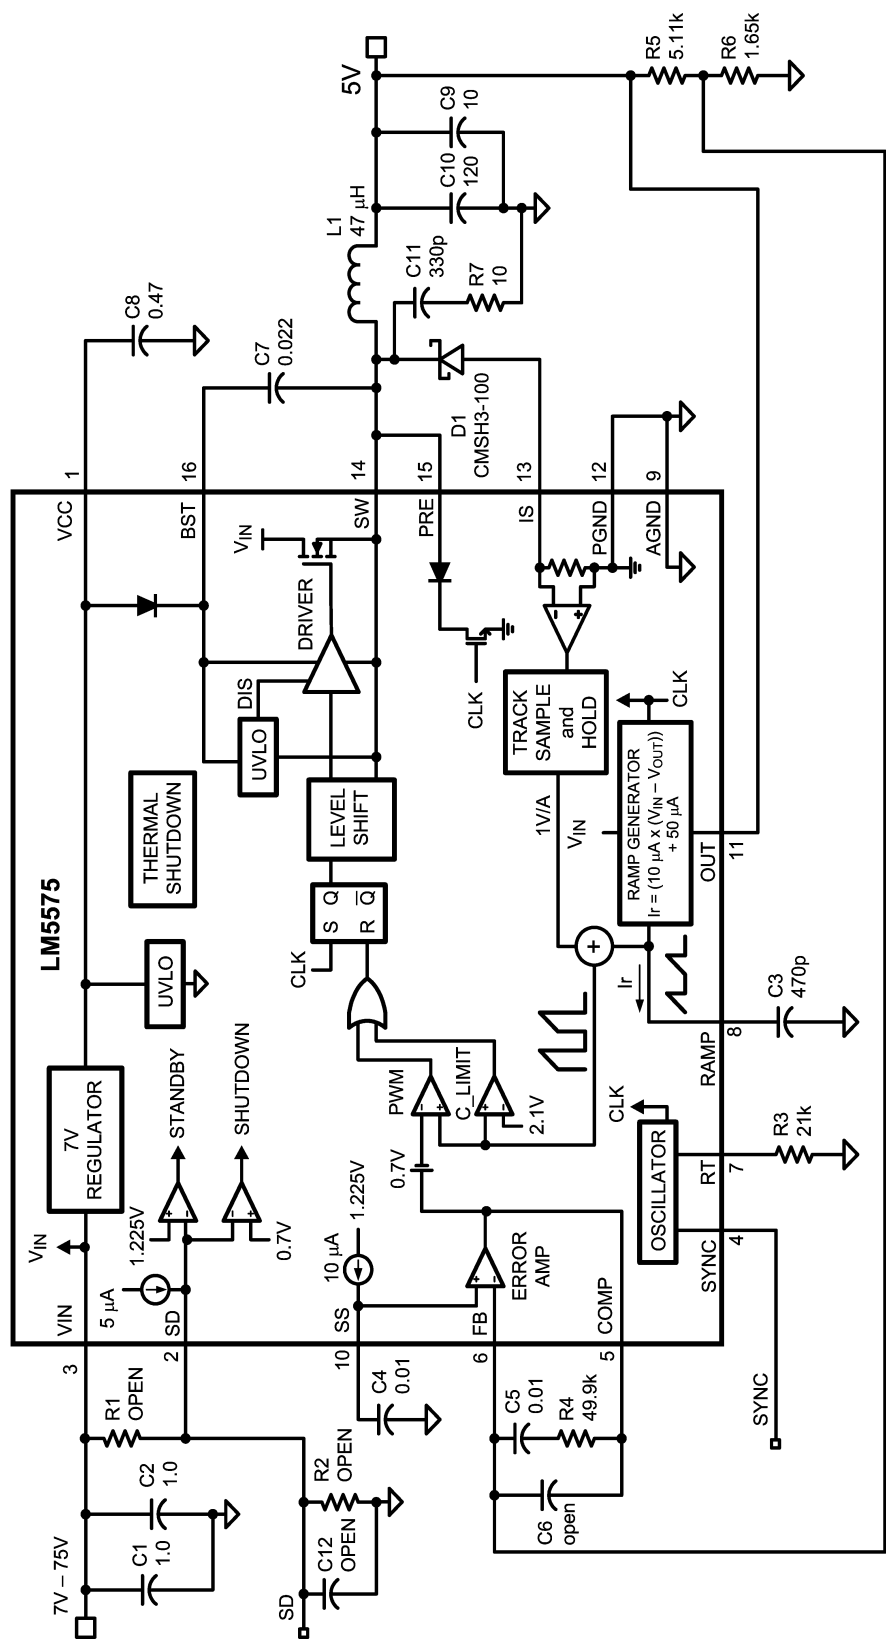 LM5575
7V – 75V
C1
1.0
C2
1.0
R1
OPEN
3
VIN
VIN
7V
REGULATOR
UVLO
THERMAL
SHUTDOWN
VCC
1
C8
0.47
SD
C12
OPEN
R2
OPEN
2
SD
5 µA
1.225V
0.7V
STANDBY
SHUTDOWN
UVLO
DIS
BST
16
C7
0.022
VIN
DRIVER
LEVEL
SHIFT
CLK
S Q
R Q̅
SW
14
L1
47 µH
5V
PRE
15
CLK
C4
0.01
10
SS
10 µA
1.225V
0.7V
PWM
C_LIMIT
2.1V
ERROR
AMP
6
FB
5
COMP
C5
0.01
R4
49.9k
C6
open
D1
CMSH3-100
C11
330p
R7
10
C10
120
C9
10
R5
5.11k
R6
1.65k
IS
13
PGND
12
AGND
9
TRACK
SAMPLE
and
HOLD
1V/A
VIN
+
Ir
RAMP GENERATOR
Ir = (10 µA x (VIN – VOUT))
+ 50 µA
CLK
OUT
11
OSCILLATOR
CLK
SYNC
4
SYNC
RT
7
R3
21k
RAMP
8
C3
470p